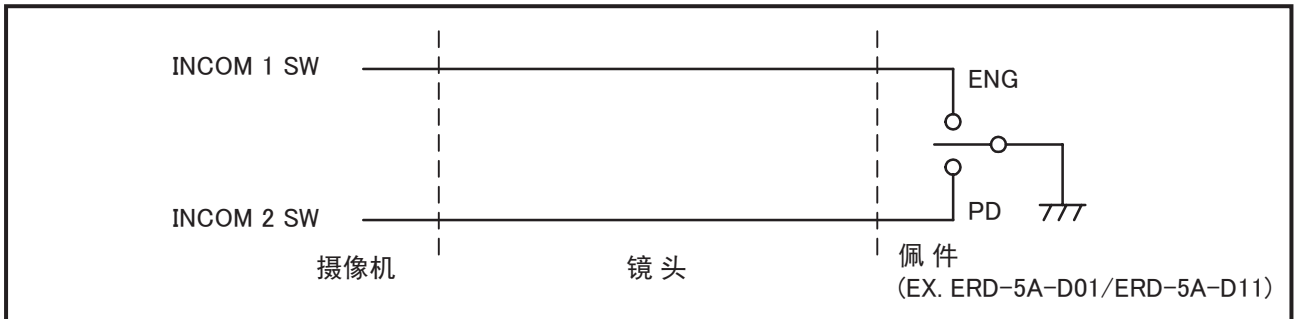 INCOM 1 SW
ENG
INCOM 2 SW
PD
摄像机
镜 头
佩 件
(EX. ERD-5A-D01/ERD-5A-D11)